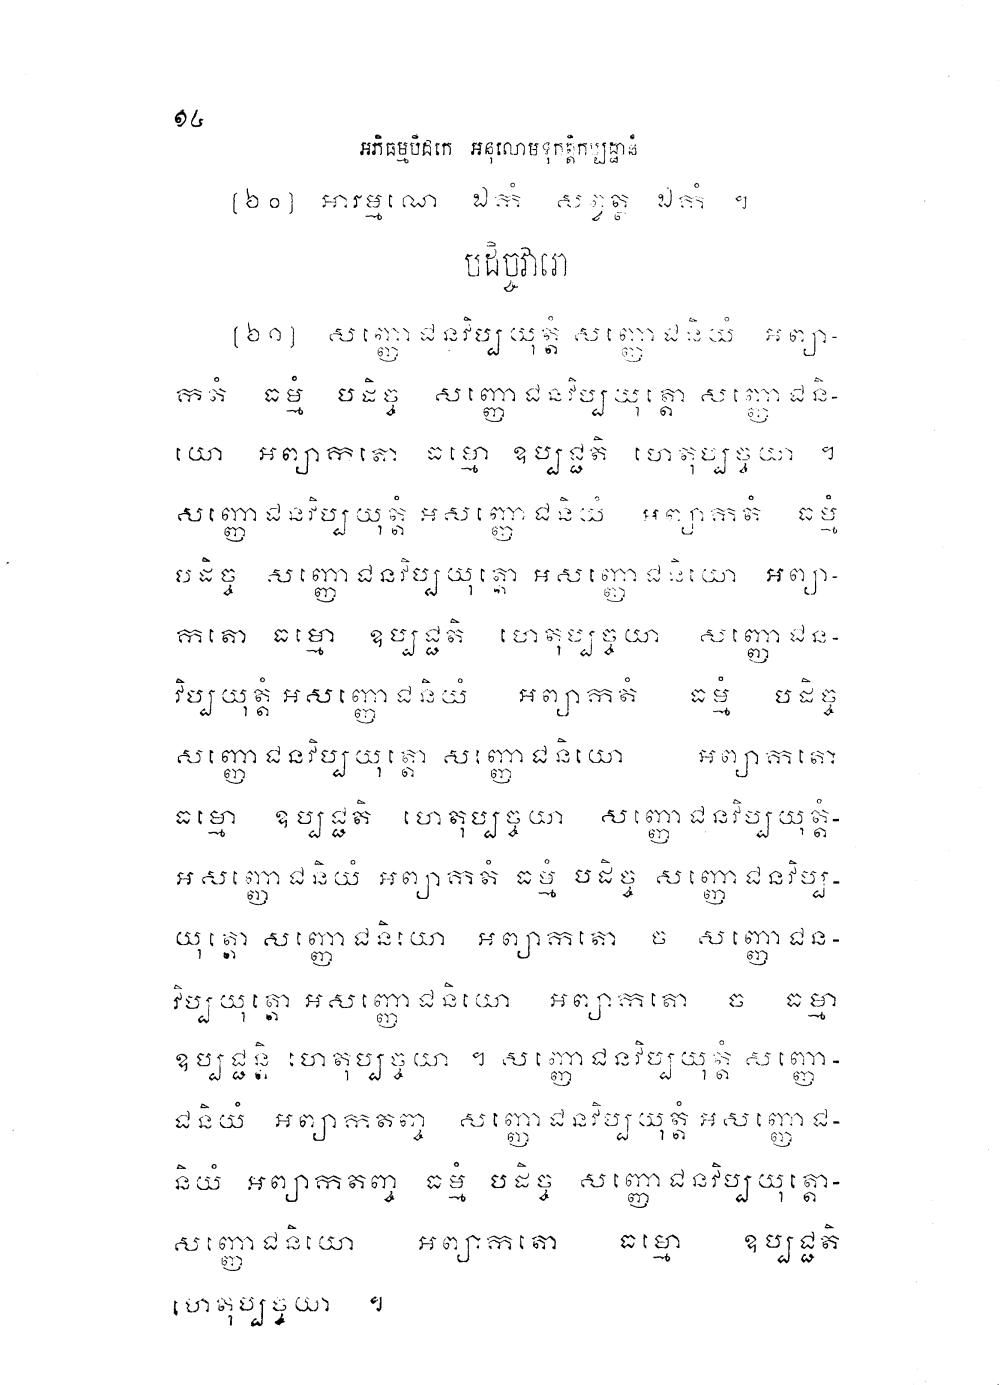 ១៤
អភិធម្មបិដកេ អនុលោមទុកត្តិកប្បដ្ឋានំ
[៦០] អារម្មណេ ឯកំ សព្វត្ថ ឯកំ ។
បដិច្ចវារោ
[៦១] សញ្ញោជនវិប្បយុត្តំ សញ្ញោជនិយំ អព្យា-
កតំ ធម្មំ បដិច្ច សញ្ញោជនវិប្បយុត្តោ សញ្ញោជនិ-
យោ អព្យាកតោ ធម្មោ ឧប្បជ្ជតិ ហេតុប្បច្ចយា ។
សញ្ញោជនវិប្បយុត្តំ អសញ្ញោជនិយំ អព្យាកតំ ធម្មំ
បដិច្ច សញ្ញោជនវិប្បយុត្តោ អសញ្ញោជនិយោ អព្យា-
កតោ ធម្មោ ឧប្បជ្ជតិ ហេតុប្បច្ចយា សញ្ញោជន-
វិប្បយុត្តំ អសញ្ញោជនិយំ អព្យាកតំ ធម្មំ បដិច្ច
សញ្ញោជនវិប្បយុត្តោ សញ្ញោជនិយោ អព្យាកតោ
ធម្មោ ឧប្បជ្ជតិ ហេតុប្បច្ចយា សញ្ញោជនវិប្បយុត្តំ-
អសញ្ញោជនិយំ អព្យាកតំ ធម្មំ បដិច្ច សញ្ញោជនវិប្ប-
យុត្តោ សញ្ញោជនិយោ អព្យាកតោ ច សញ្ញោជន-
វិប្បយុត្តោ អសញ្ញោជនិយោ អព្យាកតោ ច ធម្មា
ឧប្បជ្ជន្តិ ហេតុប្បច្ចយា ។ សញ្ញោជនវិប្បយុត្តំ សញ្ញោ-
ជនិយំ អព្យាកតញ្ច សញ្ញោជនវិប្បយុត្តំ អសញ្ញោជ-
និយំ អព្យាកតញ្ច ធម្មំ បដិច្ច សញ្ញោជនវិប្បយុត្តោ-
សញ្ញោជនិយោ អព្យាកតោ ធម្មោ ឧប្បជ្ជតិ
ហេតុប្បច្ចយា ។